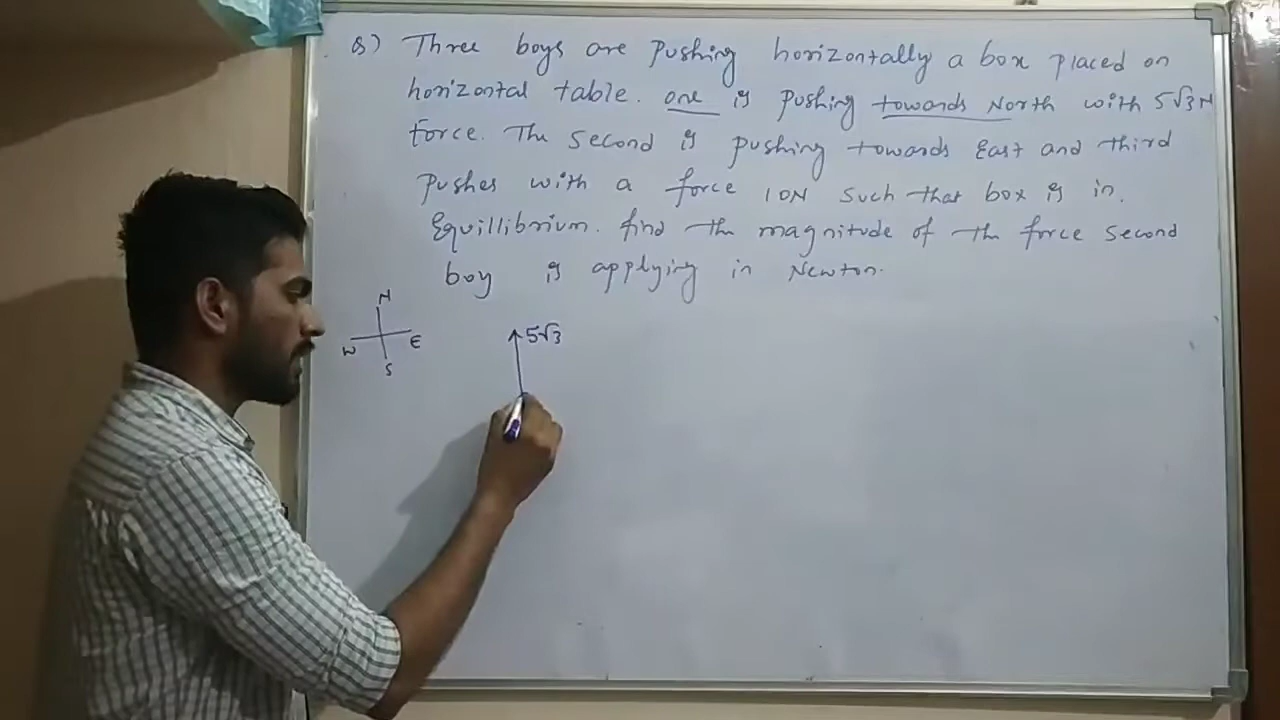 Q) Three boys are pushing horizontally a box placed on
horizontal table. one is pushing towards North with 5√3 N
force. The second is pushing towards East and third
pushes with a force 10N such that box is in
Equillibrium. find the magnitude of the force second
boy is applying in Newton.
N
W E
S
5√3